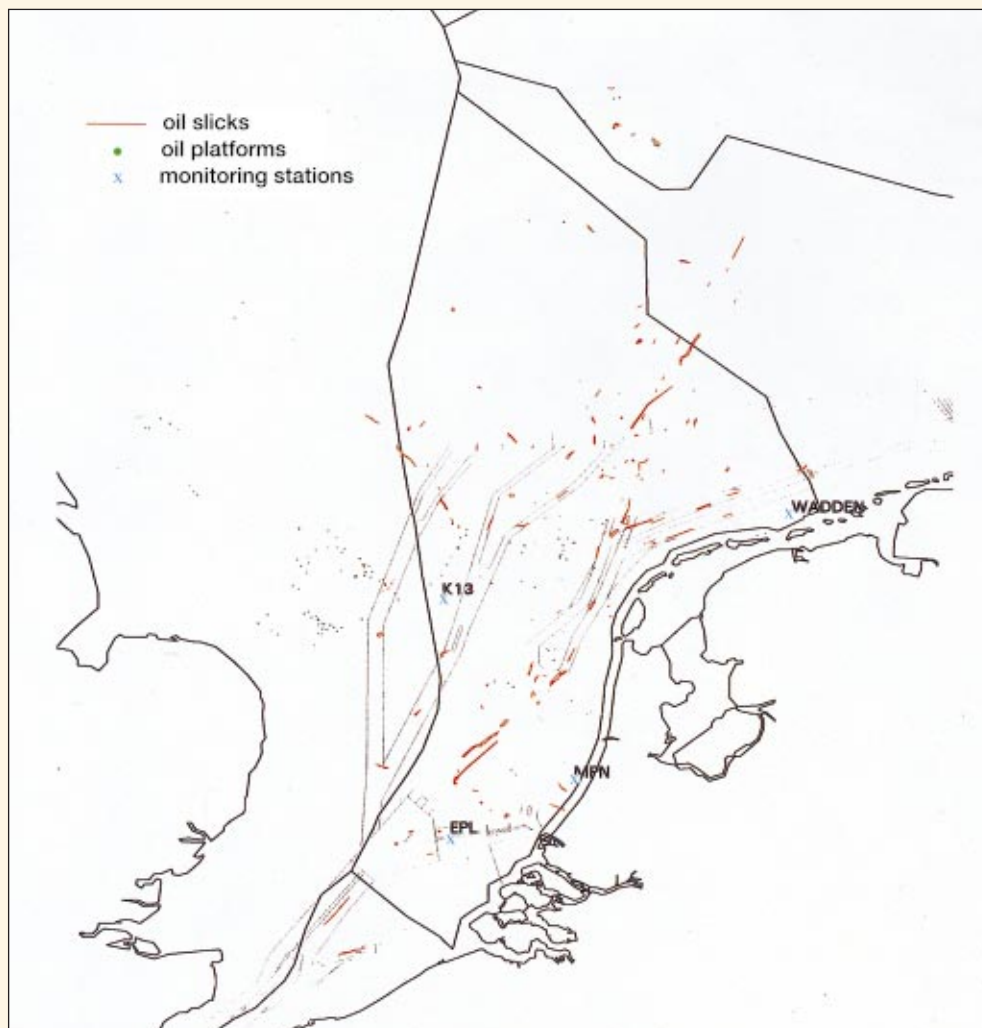 oil slicks
oil platforms
x monitoring stations
WADDEN
K13
MPN
EPL